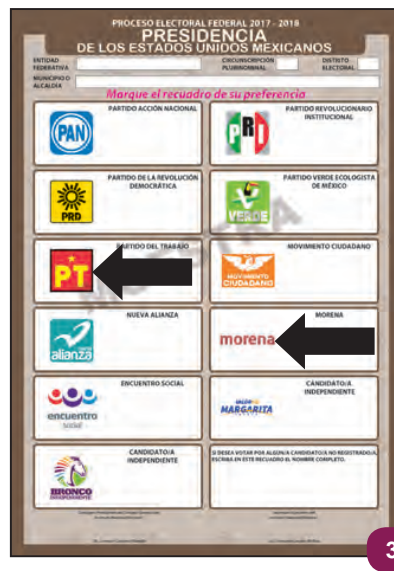 PROCESO ELECTORAL FEDERAL 2017 - 2018
PRESIDENCIA
DE LOS ESTADOS UNIDOS MEXICANOS
ENTIDAD FEDERATIVA
CIRCUNSCRIPCIÓN PLURINOMINAL
DISTRITO ELECTORAL
MUNICIPIO O ALCALDÍA
Marque el recuadro de su preferencia
PARTIDO ACCIÓN NACIONAL
PAN
PARTIDO REVOLUCIONARIO
INSTITUCIONAL
PRI
PARTIDO DE LA REVOLUCIÓN
DEMOCRÁTICA
PRD
PARTIDO VERDE ECOLOGISTA
DE MÉXICO
VERDE
PARTIDO DEL TRABAJO
PT
MOVIMIENTO CIUDADANO
MOVIMIENTO
CIUDADANO
NUEVA ALIANZA
alianza
MORENA
morena
ENCUENTRO SOCIAL
encuentro
social
CANDIDATO/A
INDEPENDIENTE
MARGARITA
CANDIDATO/A
INDEPENDIENTE
BRONCO
INDEPENDIENTE
SI DESEA VOTAR POR ALGÚN/A CANDIDATO/A NO REGISTRADO/A,
ESCRIBA EN ESTE RECUADRO EL NOMBRE COMPLETO.
MUESTRA
3